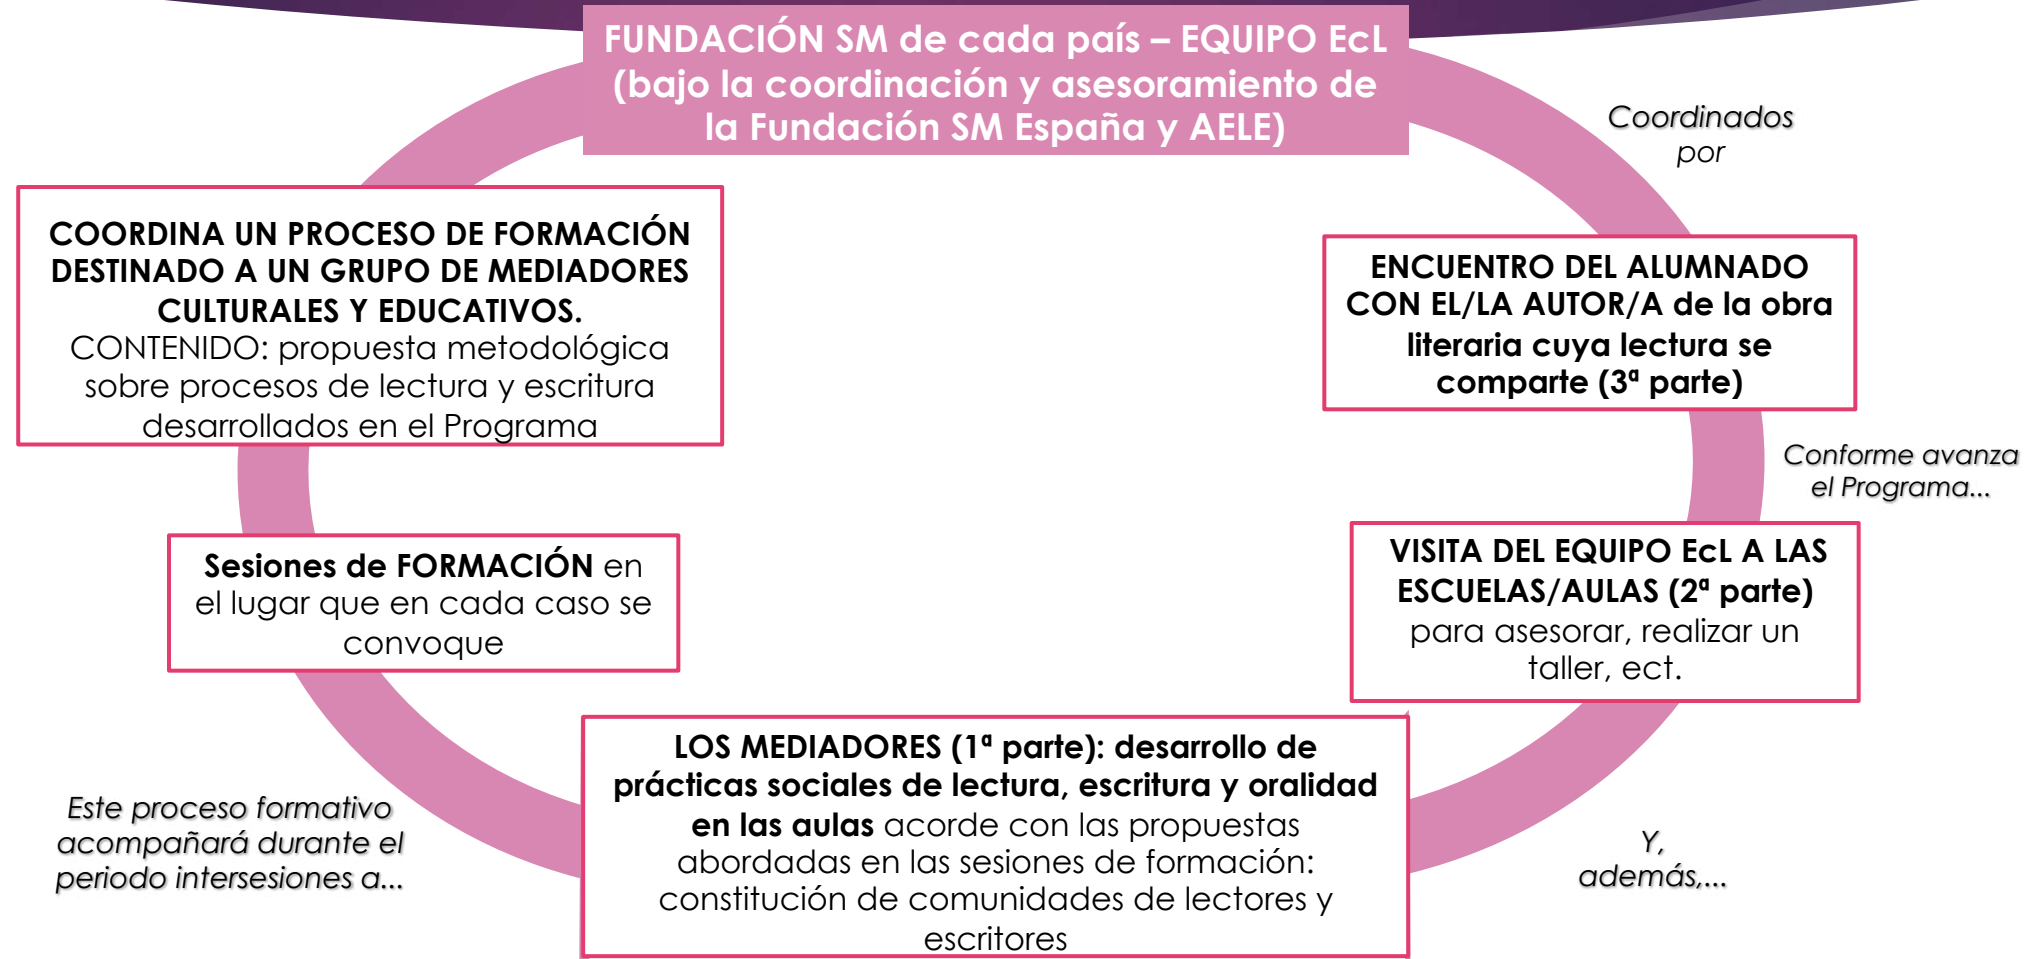 FUNDACIÓN SM de cada país – EQUIPO EcL
(bajo la coordinación y asesoramiento de
la Fundación SM España y AELE)
COORDINA UN PROCESO DE FORMACIÓN
DESTINADO A UN GRUPO DE MEDIADORES
CULTURALES Y EDUCATIVOS.
CONTENIDO: propuesta metodológica
sobre procesos de lectura y escritura
desarrollados en el Programa
Sesiones de FORMACIÓN en
el lugar que en cada caso se
convoque
Este proceso formativo
acompañará durante el
periodo intersesiones a...
LOS MEDIADORES (1ª parte): desarrollo de
prácticas sociales de lectura, escritura y oralidad
en las aulas acorde con las propuestas
abordadas en las sesiones de formación:
constitución de comunidades de lectores y
escritores
Y,
además,...
VISITA DEL EQUIPO EcL A LAS
ESCUELAS/AULAS (2ª parte)
para asesorar, realizar un
taller, ect.
Conforme avanza
el Programa...
ENCUENTRO DEL ALUMNADO
CON EL/LA AUTOR/A de la obra
literaria cuya lectura se
comparte (3ª parte)
Coordinados
por